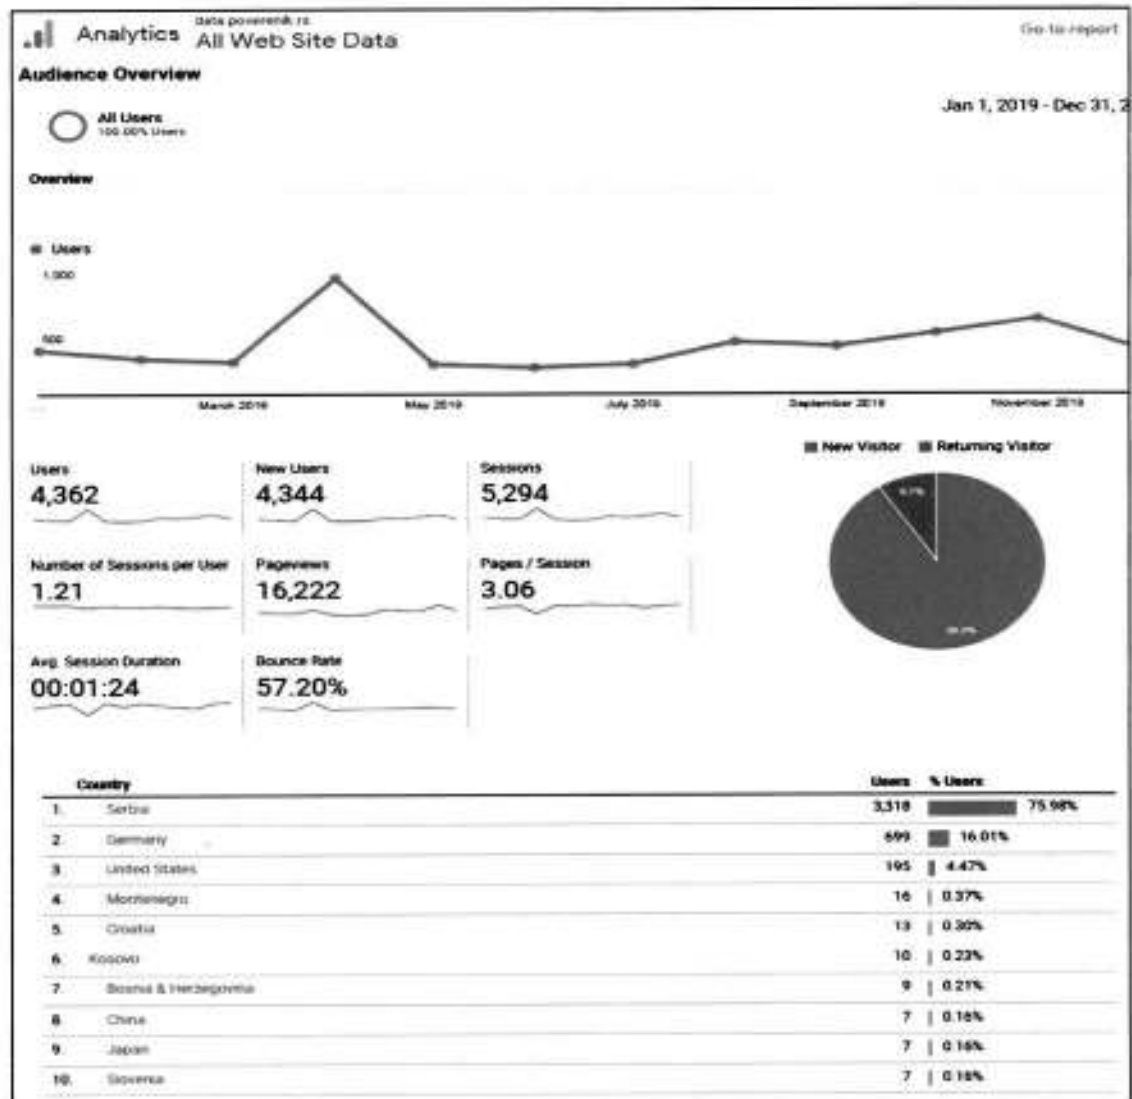 data.poverenik.rs
Analytics All Web Site Data
Go to report
Audience Overview
All Users
100.00% Users
Jan 1, 2019 - Dec 31, 2
Overview
Users
1,000
500
...
March 2019 May 2019 July 2019 September 2019 November 2019
New Visitor Returning Visitor
Users New Users Sessions
4,362 4,344 5,294
Number of Sessions per User Pageviews Pages / Session
1.21 16,222 3.06
Avg. Session Duration Bounce Rate
00:01:24 57.20%
Country Users % Users
1. Serbia 3,318 75.98%
2. Germany 699 16.01%
3. United States 195 4.47%
4. Montenegro 16 0.37%
5. Croatia 13 0.30%
6. Kosovo 10 0.23%
7. Bosnia & Herzegovina 9 0.21%
8. China 7 0.16%
9. Japan 7 0.16%
10. Slovenia 7 0.16%